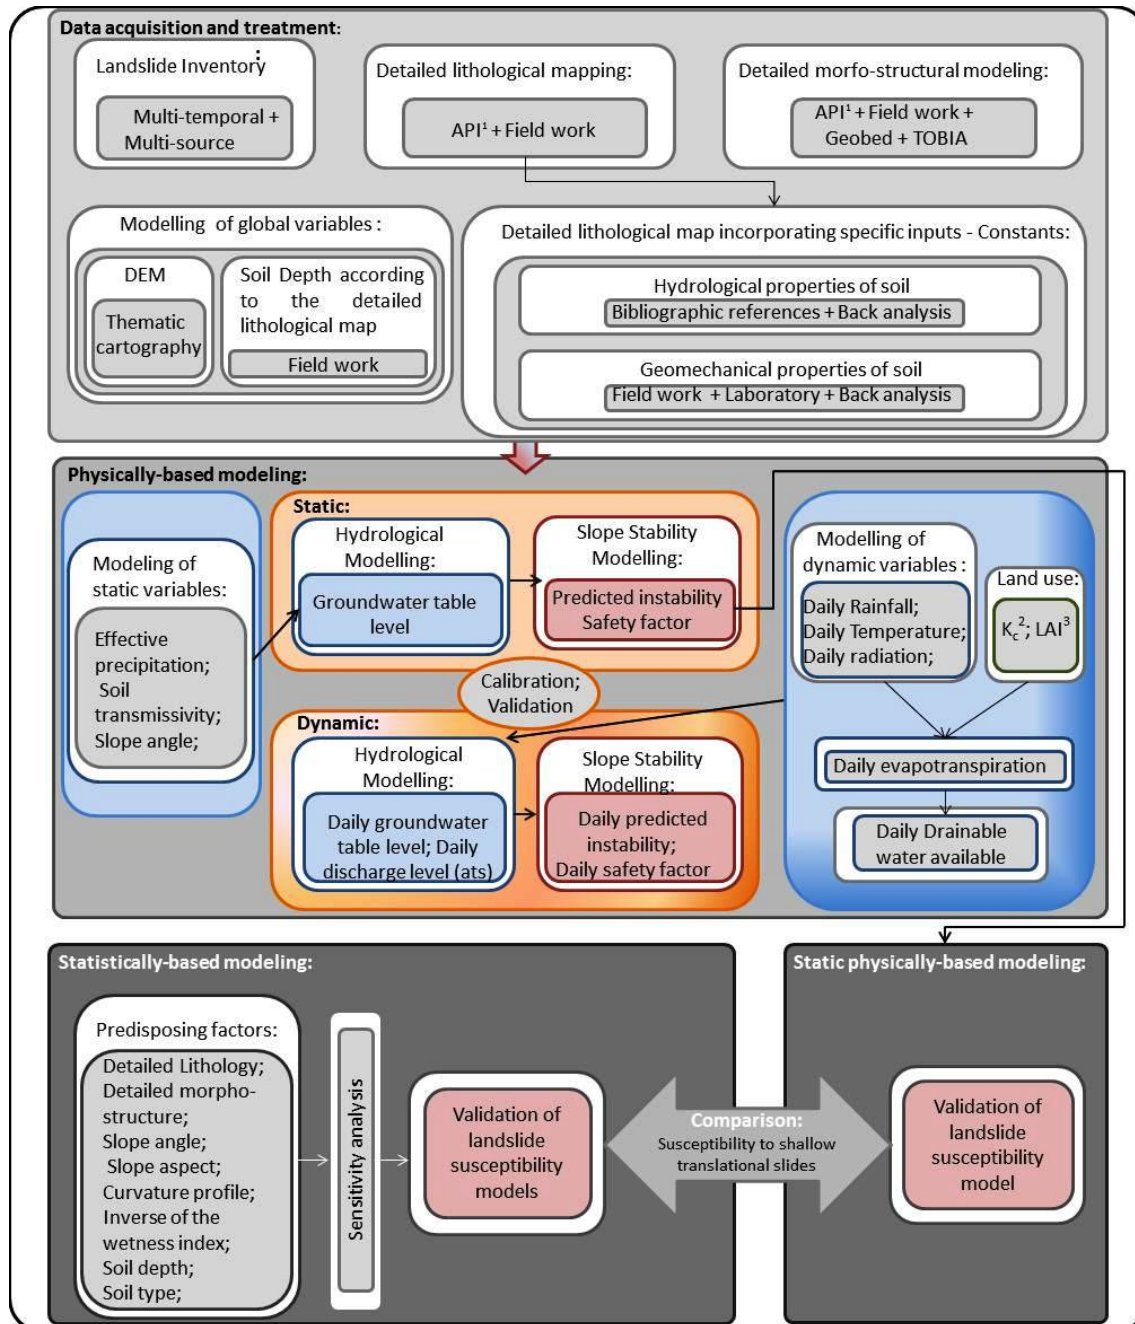 Data acquisition and treatment:
Landslide Inventory:
Multi-temporal +
Multi-source
Detailed lithological mapping:
API¹ + Field work
Detailed morfo-structural modeling:
API¹ + Field work +
Geobed + TOBIA
Modelling of global variables :
DEM
Thematic
cartography
Soil Depth according
to the detailed
lithological map
Field work
Detailed lithological map incorporating specific inputs - Constants:
Hydrological properties of soil
Bibliographic references + Back analysis
Geomechanical properties of soil
Field work + Laboratory + Back analysis
Physically-based modeling:
Modeling of
static variables:
Effective
precipitation;
Soil
transmissivity;
Slope angle;
Static:
Hydrological
Modelling:
Groundwater table
level
Slope Stability
Modelling:
Predicted instability
Safety factor
Calibration;
Validation
Dynamic:
Hydrological
Modelling:
Daily groundwater
table level; Daily
discharge level (ats)
Slope Stability
Modelling:
Daily predicted
instability;
Daily safety factor
Modelling of
dynamic variables :
Daily Rainfall;
Daily Temperature;
Daily radiation;
Land use:
Kc²; LAI³
Daily evapotranspiration
Daily Drainable
water available
Statistically-based modeling:
Predisposing factors:
Detailed Lithology;
Detailed morpho-
structure;
Slope angle;
Slope aspect;
Curvature profile;
Inverse of the
wetness index;
Soil depth;
Soil type;
Sensitivity analysis
Validation of
landslide
susceptibility
models
Comparison:
Susceptibility to shallow
translational slides
Static physically-based modeling:
Validation of
landslide
susceptibility
model